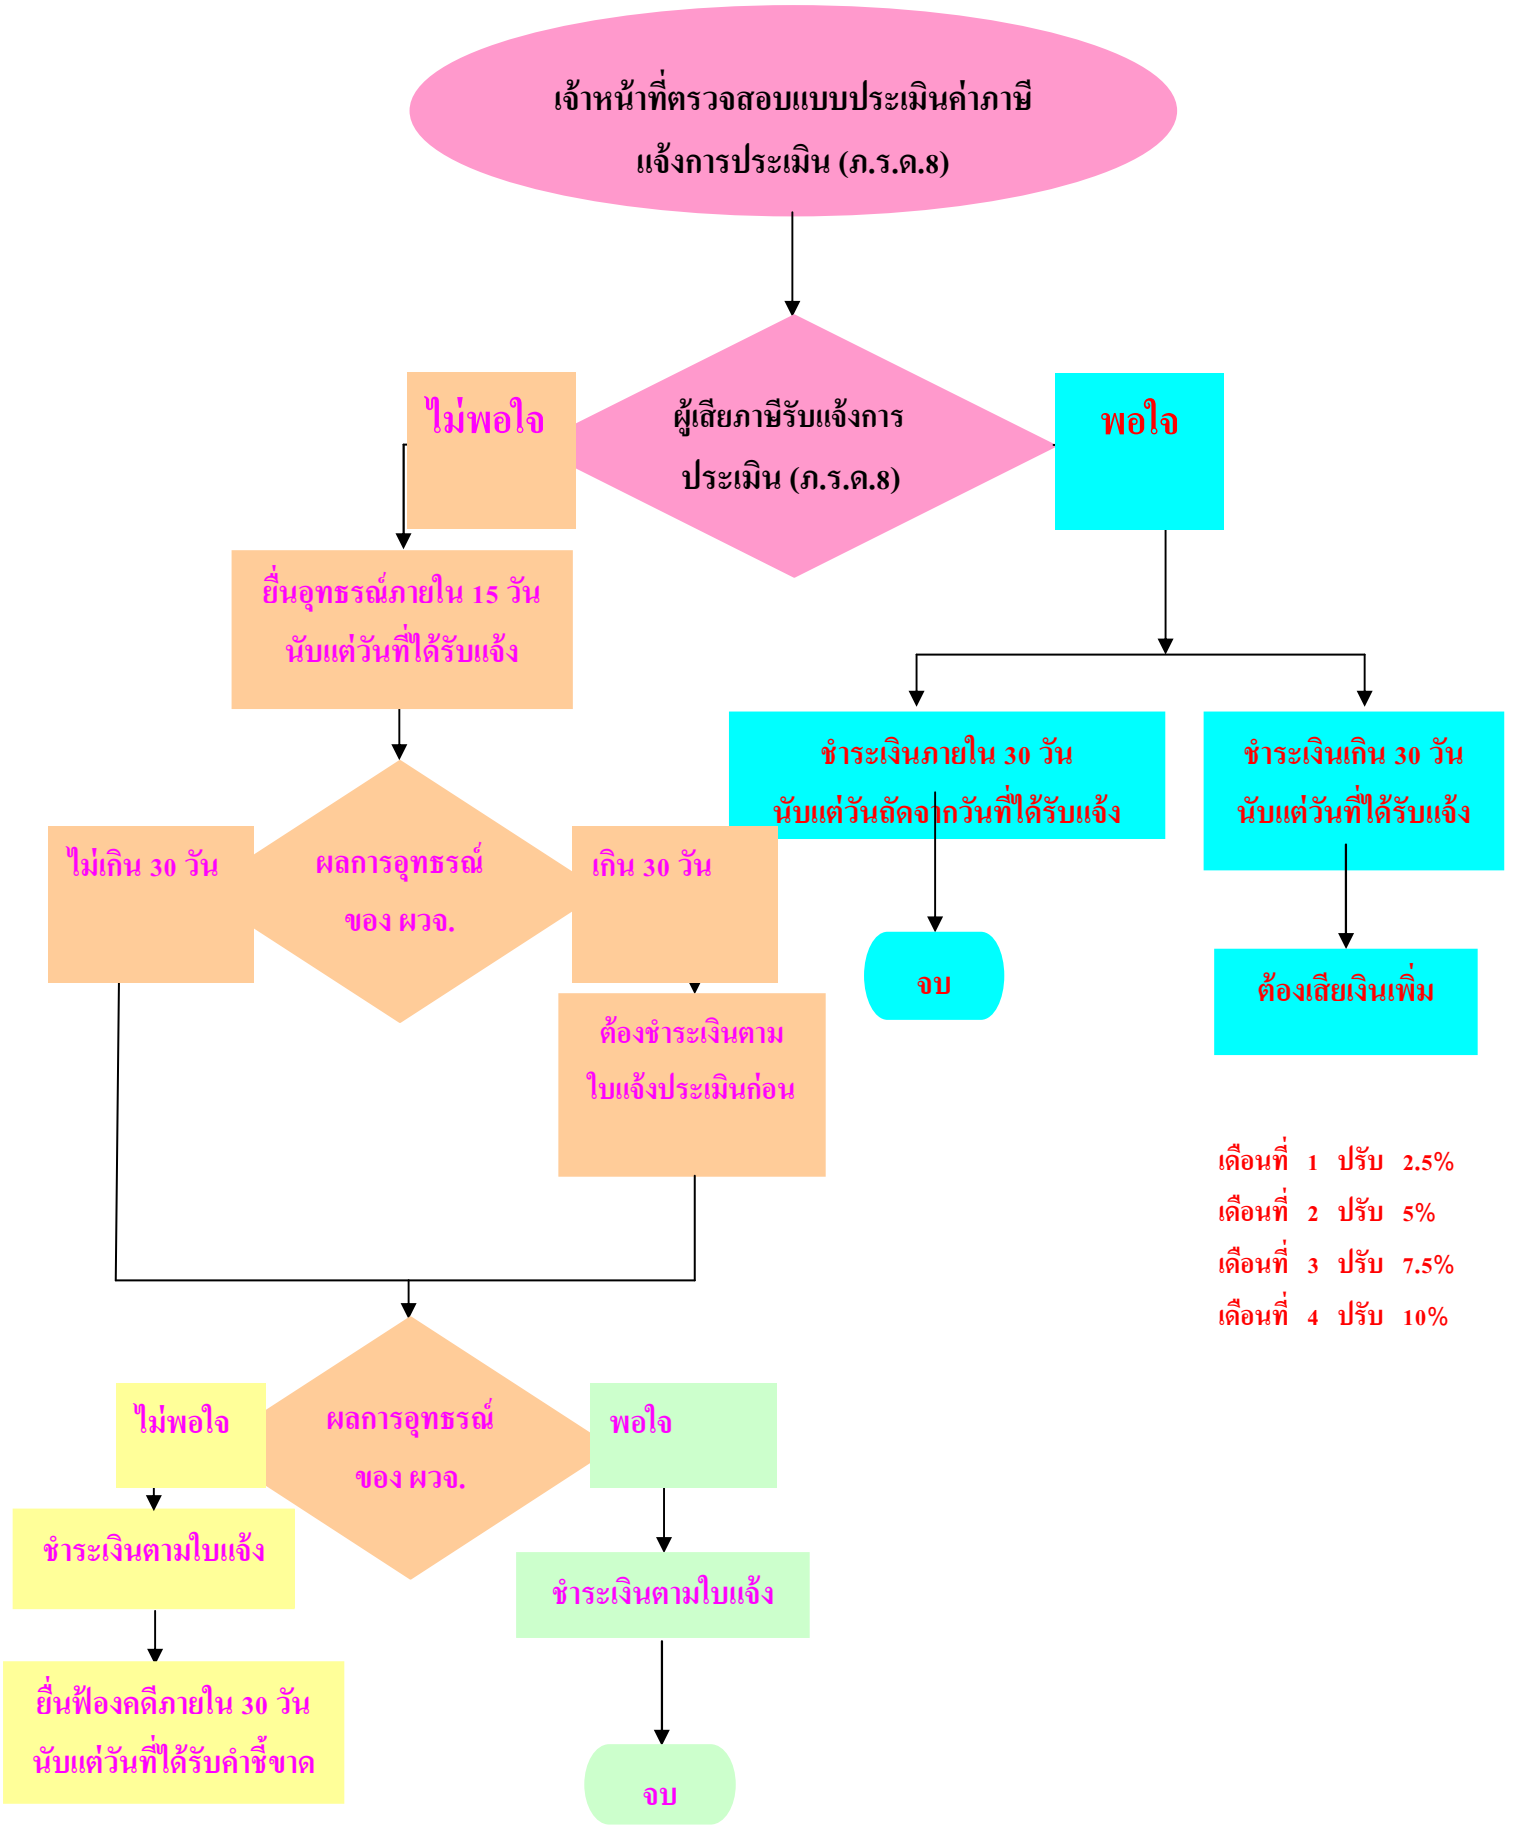 เจ้าหน้าที่ตรวจสอบแบบประเมินค่าภาษี
แจ้งการประเมิน (ภ.ร.ด.8)
ไม่พอใจ
ผู้เสียภาษีรับแจ้งการ
ประเมิน (ภ.ร.ด.8)
พอใจ
ยื่นอุทธรณ์ภายใน 15 วัน
นับแต่วันที่ได้รับแจ้ง
ชำระเงินภายใน 30 วัน
นับแต่วันถัดจากวันที่ได้รับแจ้ง
ชำระเงินเกิน 30 วัน
นับแต่วันที่ได้รับแจ้ง
ไม่เกิน 30 วัน
ผลการอุทธรณ์
ของ ผวจ.
เกิน 30 วัน
จบ
ต้องเสียเงินเพิ่ม
ต้องชำระเงินตาม
ใบแจ้งประเมินก่อน
เดือนที่ 1 ปรับ 2.5%
เดือนที่ 2 ปรับ 5%
เดือนที่ 3 ปรับ 7.5%
เดือนที่ 4 ปรับ 10%
ไม่พอใจ
ผลการอุทธรณ์
ของ ผวจ.
พอใจ
ชำระเงินตามใบแจ้ง
ชำระเงินตามใบแจ้ง
ยื่นฟ้องคดีภายใน 30 วัน
นับแต่วันที่ได้รับคำชี้ขาด
จบ